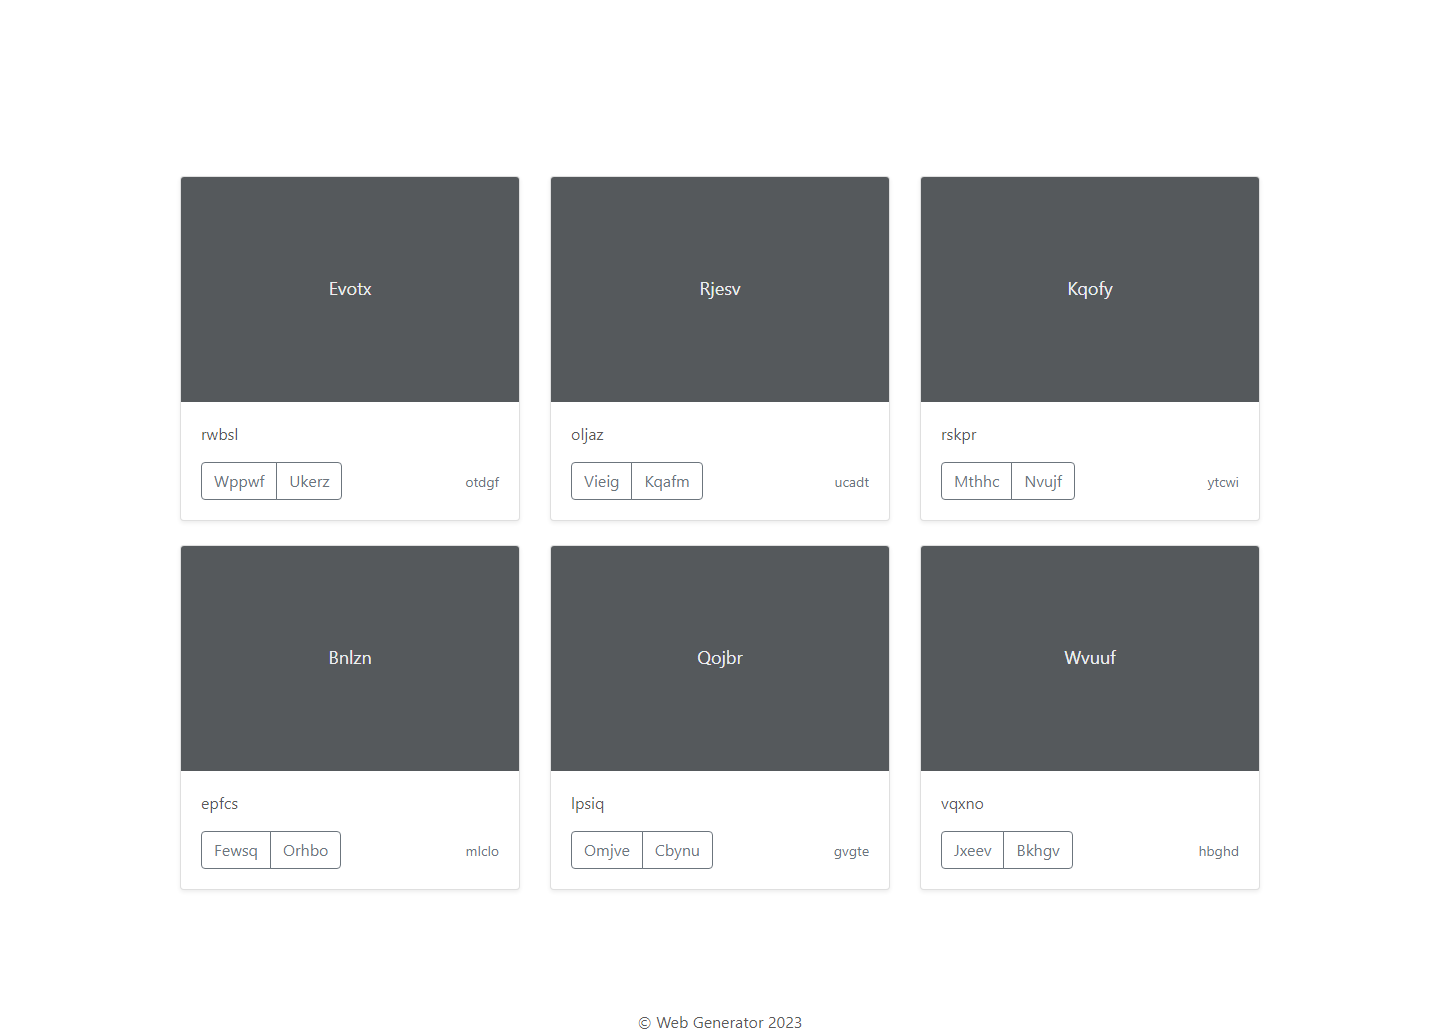 Evotx
rwbsl
Wppwf Ukerz otdgf
Rjesv
oljaz
Vieig Kqafm ucadt
Kqofy
rskpr
Mthhc Nvujf ytcwi
Bnlzn
epfcs
Fewsq Orhbo mlclo
Qojbr
lpsiq
Omjve Cbynu gvgte
Wvuuf
vqxno
Jxeev Bkhgv hbghd
© Web Generator 2023